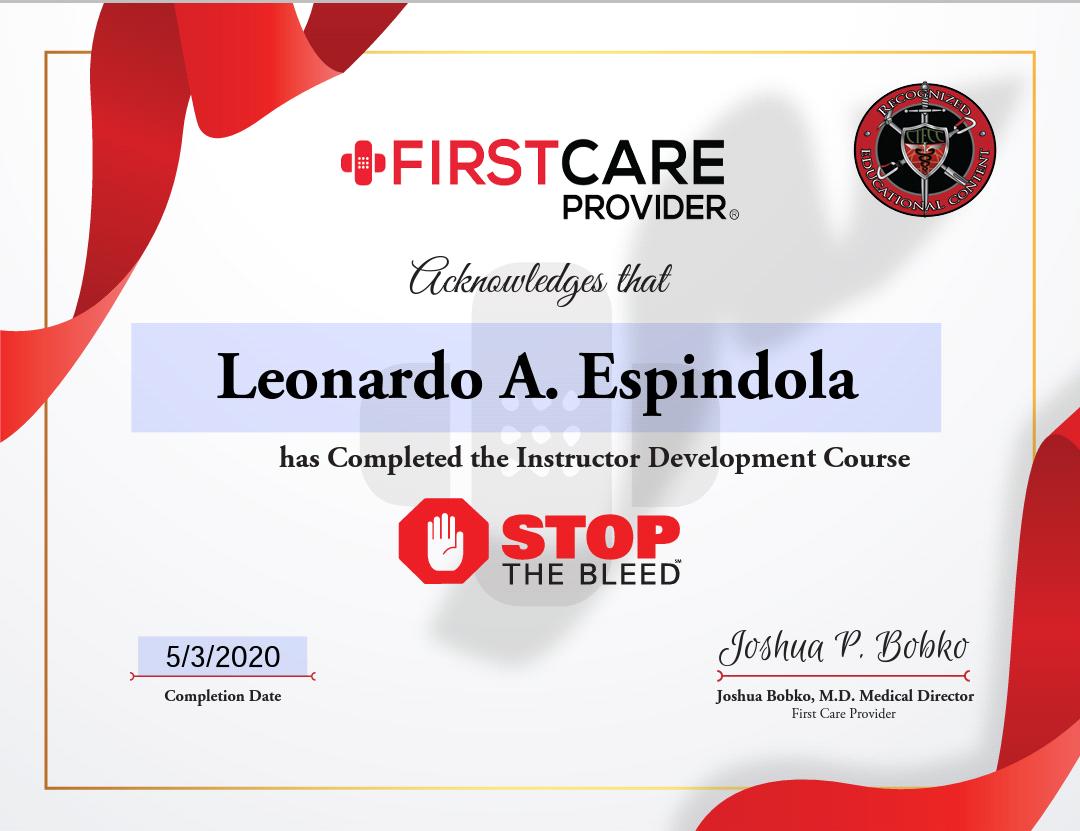 RECOGNIZED
EDUCATIONAL CONTENT
FIRSTCARE
PROVIDER®
Acknowledges that
Leonardo A. Espindola
has Completed the Instructor Development Course
STOP
THE BLEED℠
5/3/2020
Completion Date
Joshua P. Bobko
Joshua Bobko, M.D. Medical Director
First Care Provider